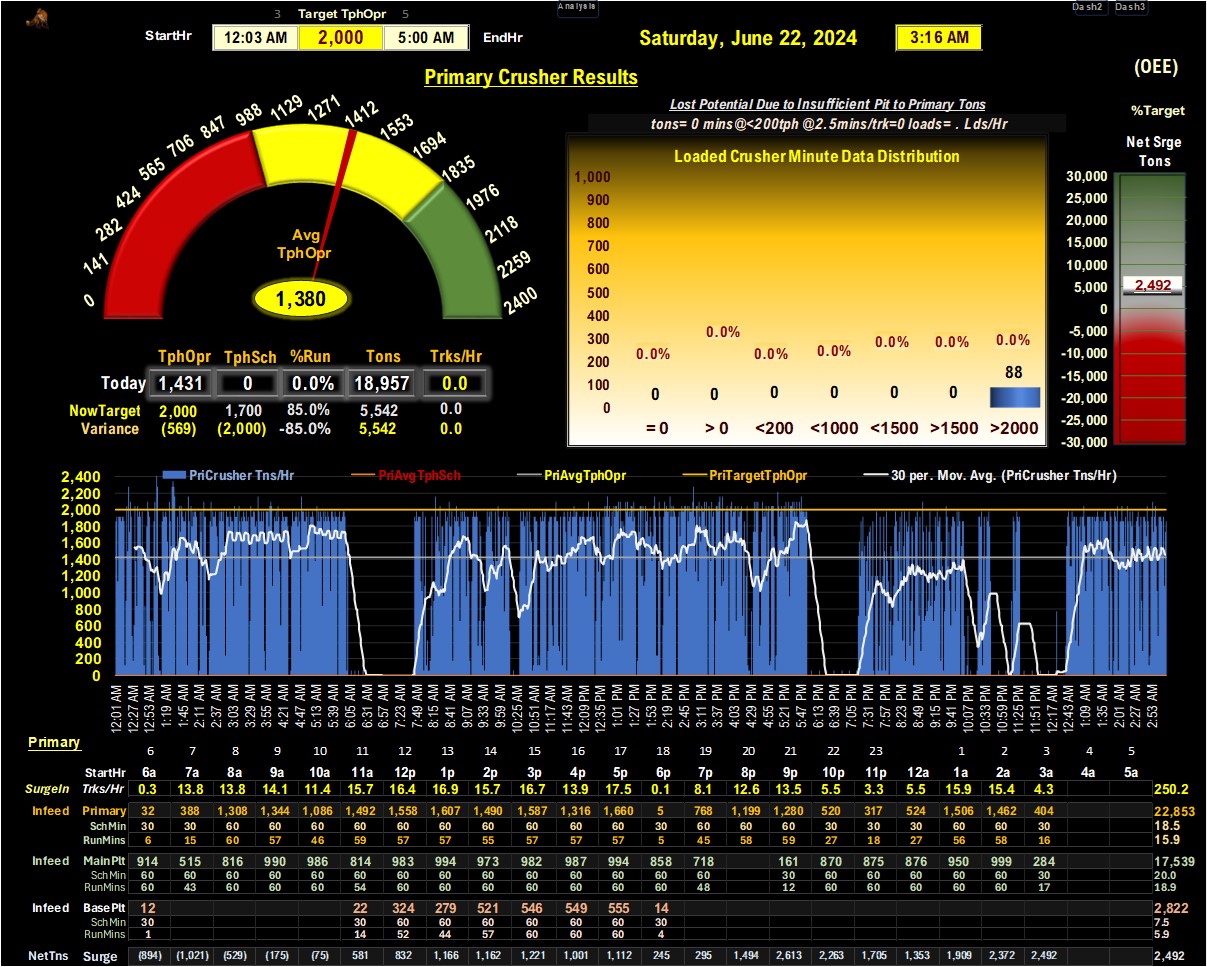 Analysis Dash2 Dash3
3 Target TphOpr 5
StartHr 12:03 AM 2,000 5:00 AM EndHr Saturday, June 22, 2024 3:16 AM
Primary Crusher Results
(OEE)
Lost Potential Due to Insufficient Pit to Primary Tons
tons= 0 mins@<200tph @2.5mins/trk=0 loads= . Lds/Hr
%Target
Net Srge
Tons
0 141 282 424 565 706 847 988 1129 1271 1412 1553 1694 1835 1976 2118 2259 2400
Avg
TphOpr
1,380
Loaded Crusher Minute Data Distribution
1,000
900
800
700
600
500
400
300
200
100
0
0.0% 0.0% 0.0% 0.0% 0.0% 0.0% 0.0%
0 0 0 0 0 0 88
= 0 > 0 <200 <1000 <1500 >1500 >2000
30,000
25,000
20,000
15,000
10,000
5,000
0
-5,000
-10,000
-15,000
-20,000
-25,000
-30,000
2,492
TphOpr TphSch %Run Tons Trks/Hr
Today 1,431 0 0.0% 18,957 0.0
NowTarget 2,000 1,700 85.0% 5,542 0.0
Variance (569) (2,000) -85.0% 5,542 0.0
PriCrusher Tns/Hr PriAvgTphSch PriAvgTphOpr PriTargetTphOpr 30 per. Mov. Avg. (PriCrusher Tns/Hr)
2,400
2,200
2,000
1,800
1,600
1,400
1,200
1,000
800
600
400
200
0
12:01 AM 12:27 AM 12:53 AM 1:19 AM 1:45 AM 2:11 AM 2:37 AM 3:03 AM 3:29 AM 3:55 AM 4:21 AM 4:47 AM 5:13 AM 5:39 AM 6:05 AM 6:31 AM 6:57 AM 7:23 AM 7:49 AM 8:15 AM 8:41 AM 9:07 AM 9:33 AM 9:59 AM 10:25 AM 10:51 AM 11:17 AM 11:43 AM 12:09 PM 12:35 PM 1:01 PM 1:27 PM 1:53 PM 2:19 PM 2:45 PM 3:11 PM 3:37 PM 4:03 PM 4:29 PM 4:55 PM 5:21 PM 5:47 PM 6:13 PM 6:39 PM 7:05 PM 7:31 PM 7:57 PM 8:23 PM 8:49 PM 9:15 PM 9:41 PM 10:07 PM 10:33 PM 10:59 PM 11:25 PM 11:51 PM 12:17 AM 12:43 AM 1:09 AM 1:35 AM 2:01 AM 2:27 AM 2:53 AM
Primary
6 7 8 9 10 11 12 13 14 15 16 17 18 19 20 21 22 23 1 2 3 4 5
StartHr 6a 7a 8a 9a 10a 11a 12p 1p 2p 3p 4p 5p 6p 7p 8p 9p 10p 11p 12a 1a 2a 3a 4a 5a
SurgeIn Trks/Hr 0.3 13.8 13.8 14.1 11.4 15.7 16.4 16.9 15.7 16.7 13.9 17.5 0.1 8.1 12.6 13.5 5.5 3.3 5.5 15.9 15.4 4.3 250.2
Infeed Primary 32 388 1,308 1,344 1,086 1,492 1,558 1,607 1,490 1,587 1,316 1,660 5 768 1,199 1,280 520 317 524 1,506 1,462 404 22,853
SchMin 30 30 60 60 60 60 60 60 60 60 60 60 30 60 60 60 30 30 30 60 60 30 18.5
RunMins 6 15 60 57 46 59 57 57 55 57 57 57 5 45 58 59 27 18 27 56 58 16 15.9
Infeed MainPlt 914 515 816 990 986 814 983 994 973 982 987 994 858 718 161 870 875 876 950 999 284 17,539
SchMin 60 60 60 60 60 60 60 60 60 60 60 60 60 60 30 60 60 60 60 60 30 20.0
RunMins 60 43 60 60 60 54 60 60 60 60 60 60 60 48 12 60 60 60 60 60 17 18.9
Infeed BasePlt 12 22 324 279 521 546 549 555 14 2,822
SchMin 30 30 60 60 60 60 60 60 30 7.5
RunMins 1 14 52 44 57 60 60 60 4 5.9
NetTns Surge (894) (1,021) (529) (175) (75) 581 832 1,166 1,162 1,221 1,001 1,112 245 295 1,494 2,613 2,263 1,705 1,353 1,909 2,372 2,492 2,492